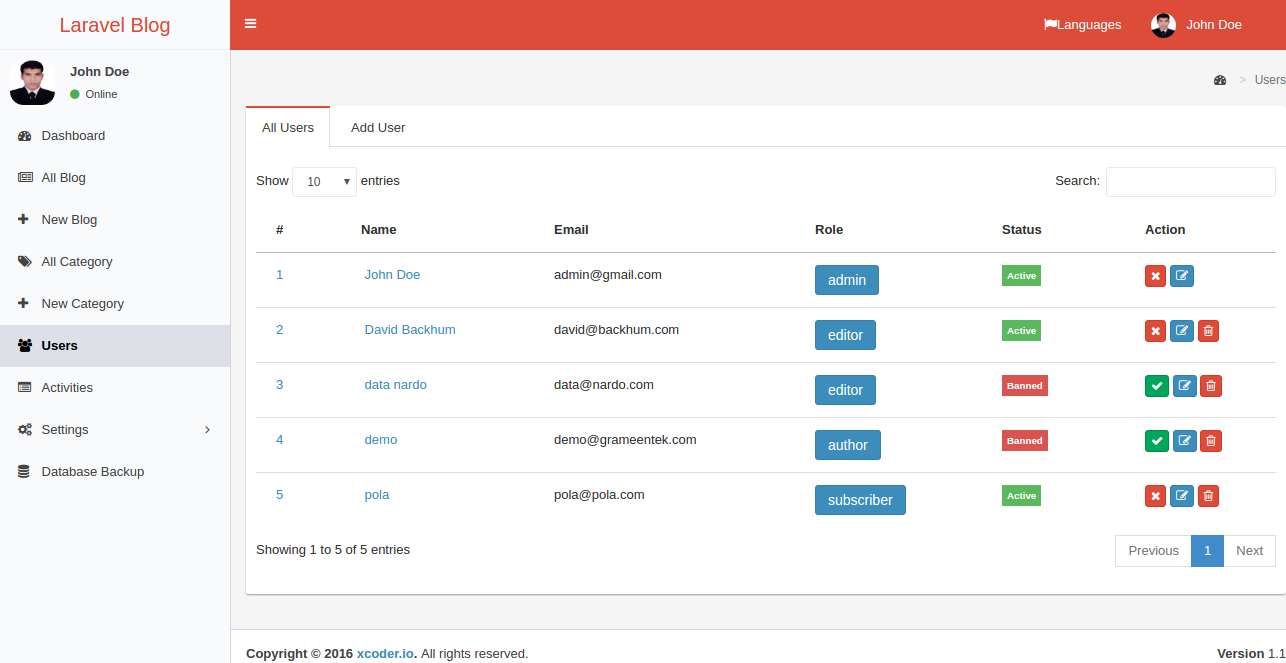 Laravel Blog
Languages John Doe
John Doe
Online
Dashboard
All Blog
New Blog
All Category
New Category
Users
Activities
Settings
Database Backup
> Users
All Users Add User
Show 10 entries Search:
# Name Email Role Status Action
1 John Doe admin@gmail.com admin Active
2 David Backhum david@backhum.com editor Active
3 data nardo data@nardo.com editor Banned
4 demo demo@grameentek.com author Banned
5 pola pola@pola.com subscriber Active
Showing 1 to 5 of 5 entries Previous 1 Next
Copyright © 2016 xcoder.io. All rights reserved. Version 1.1